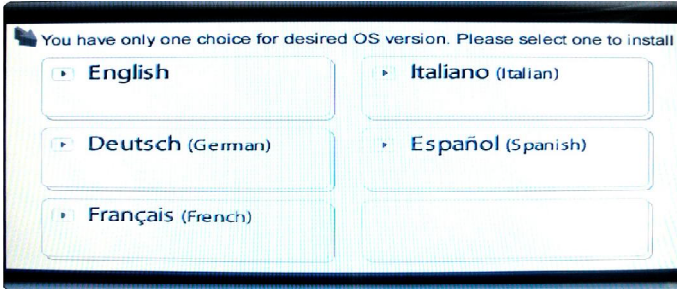 You have only one choice for desired OS version. Please select one to install
English
Italiano (Italian)
Deutsch (German)
Español (Spanish)
Français (French)